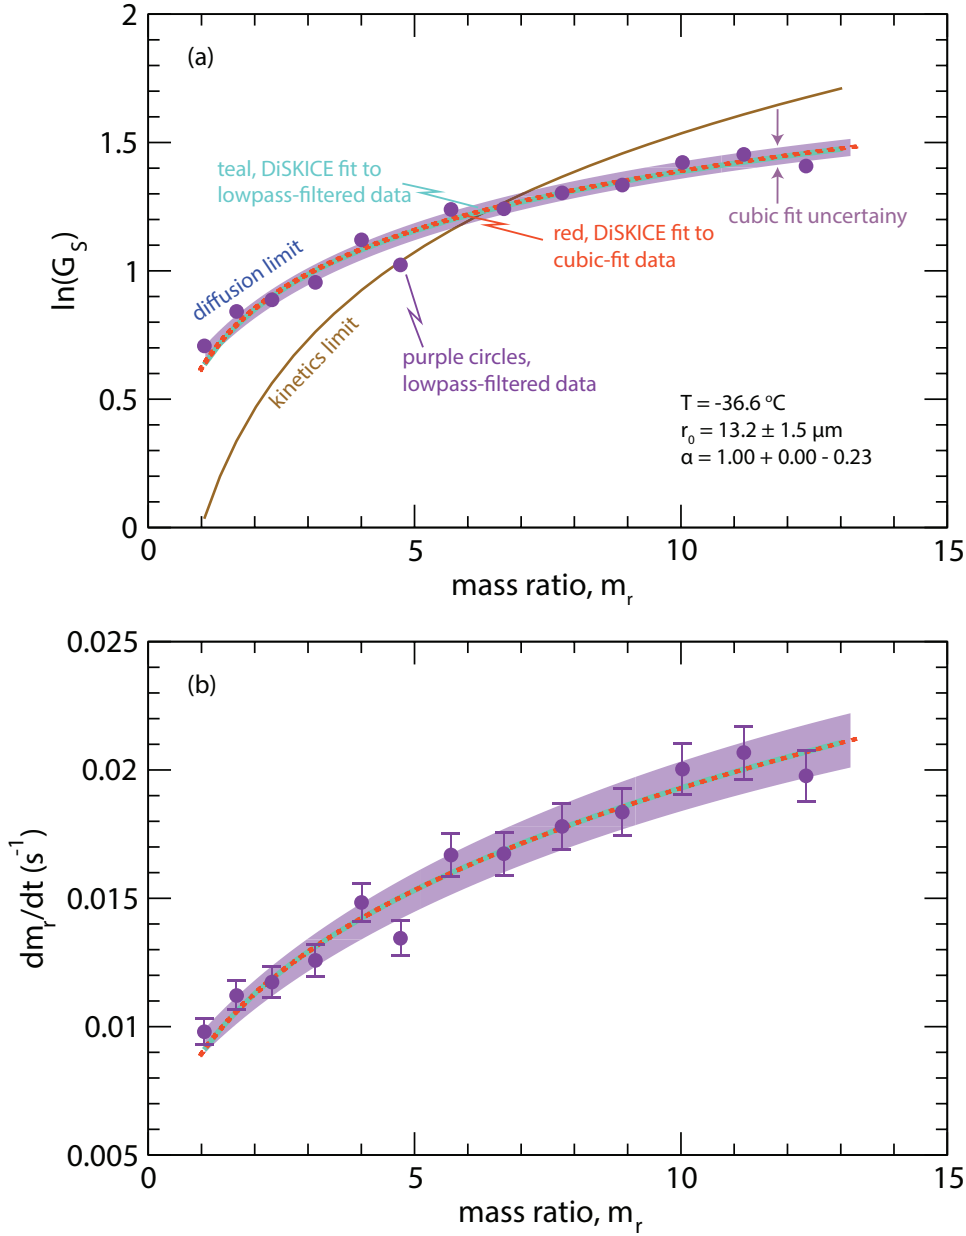 2
(a)
1.5
teal, DiSKICE fit to
lowpass-filtered data
cubic fit uncertainy
red, DiSKICE fit to
cubic-fit data
ln(G_S)
1
diffusion limit
kinetics limit
purple circles,
lowpass-filtered data
0.5
T = -36.6 °C
r₀ = 13.2 ± 1.5 µm
α = 1.00 + 0.00 - 0.23
0
0 5 10 15
mass ratio, m_r
0.025
(b)
0.02
dm_r/dt (s⁻¹)
0.015
0.01
0.005
0 5 10 15
mass ratio, m_r